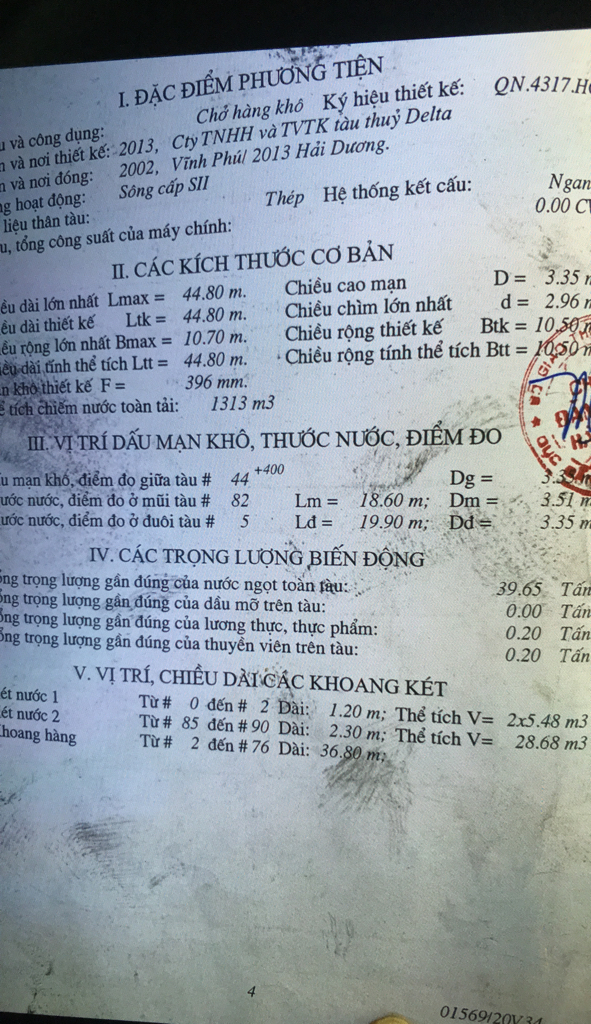 I. ĐẶC ĐIỂM PHƯƠNG TIỆN
và công dụng: Chở hàng khô Ký hiệu thiết kế: QN.4317.H
và nơi thiết kế: 2013, Cty TNHH và TVTK tàu thuỷ Delta
và nơi đóng: 2002, Vĩnh Phú/ 2013 Hải Dương.
hoạt động: Sông cấp SII
liệu thân tàu: Thép Hệ thống kết cấu: Ngan
tổng công suất của máy chính: 0.00 C
II. CÁC KÍCH THƯỚC CƠ BẢN
dài lớn nhất Lmax = 44.80 m. Chiều cao mạn D = 3.35
dài thiết kế Ltk = 44.80 m. Chiều chìm lớn nhất d = 2.96
rộng lớn nhất Bmax = 10.70 m. Chiều rộng thiết kế Btk = 10.50
dài tính thể tích Ltt = 44.80 m. Chiều rộng tính thể tích Btt = 10.50
khô thiết kế F = 396 mm.
tích chiếm nước toàn tải: 1313 m3
III. VỊ TRÍ DẤU MẠN KHÔ, THƯỚC NƯỚC, ĐIỂM ĐO
mạn khô, điểm đo giữa tàu # 44 +400 Dg =
nước, điểm đo ở mũi tàu # 82 Lm = 18.60 m; Dm = 3.51
nước, điểm đo ở đuôi tàu # 5 Lđ = 19.90 m; Dđ = 3.35 m
IV. CÁC TRỌNG LƯỢNG BIẾN ĐỘNG
trọng lượng gần đúng của nước ngọt toàn tàu: 39.65 Tấn
trọng lượng gần đúng của dầu mỡ trên tàu: 0.00 Tấn
trọng lượng gần đúng của lương thực, thực phẩm: 0.20 Tấn
trọng lượng gần đúng của thuyền viên trên tàu: 0.20 Tấn
V. VỊ TRÍ, CHIỀU DÀI CÁC KHOANG KÉT
két nước 1 Từ # 0 đến # 2 Dài: 1.20 m; Thể tích V= 2x5.48 m3
két nước 2 Từ # 85 đến # 90 Dài: 2.30 m; Thể tích V= 28.68 m3
hoang hàng Từ # 2 đến # 76 Dài: 36.80 m;
4
01569/20V34